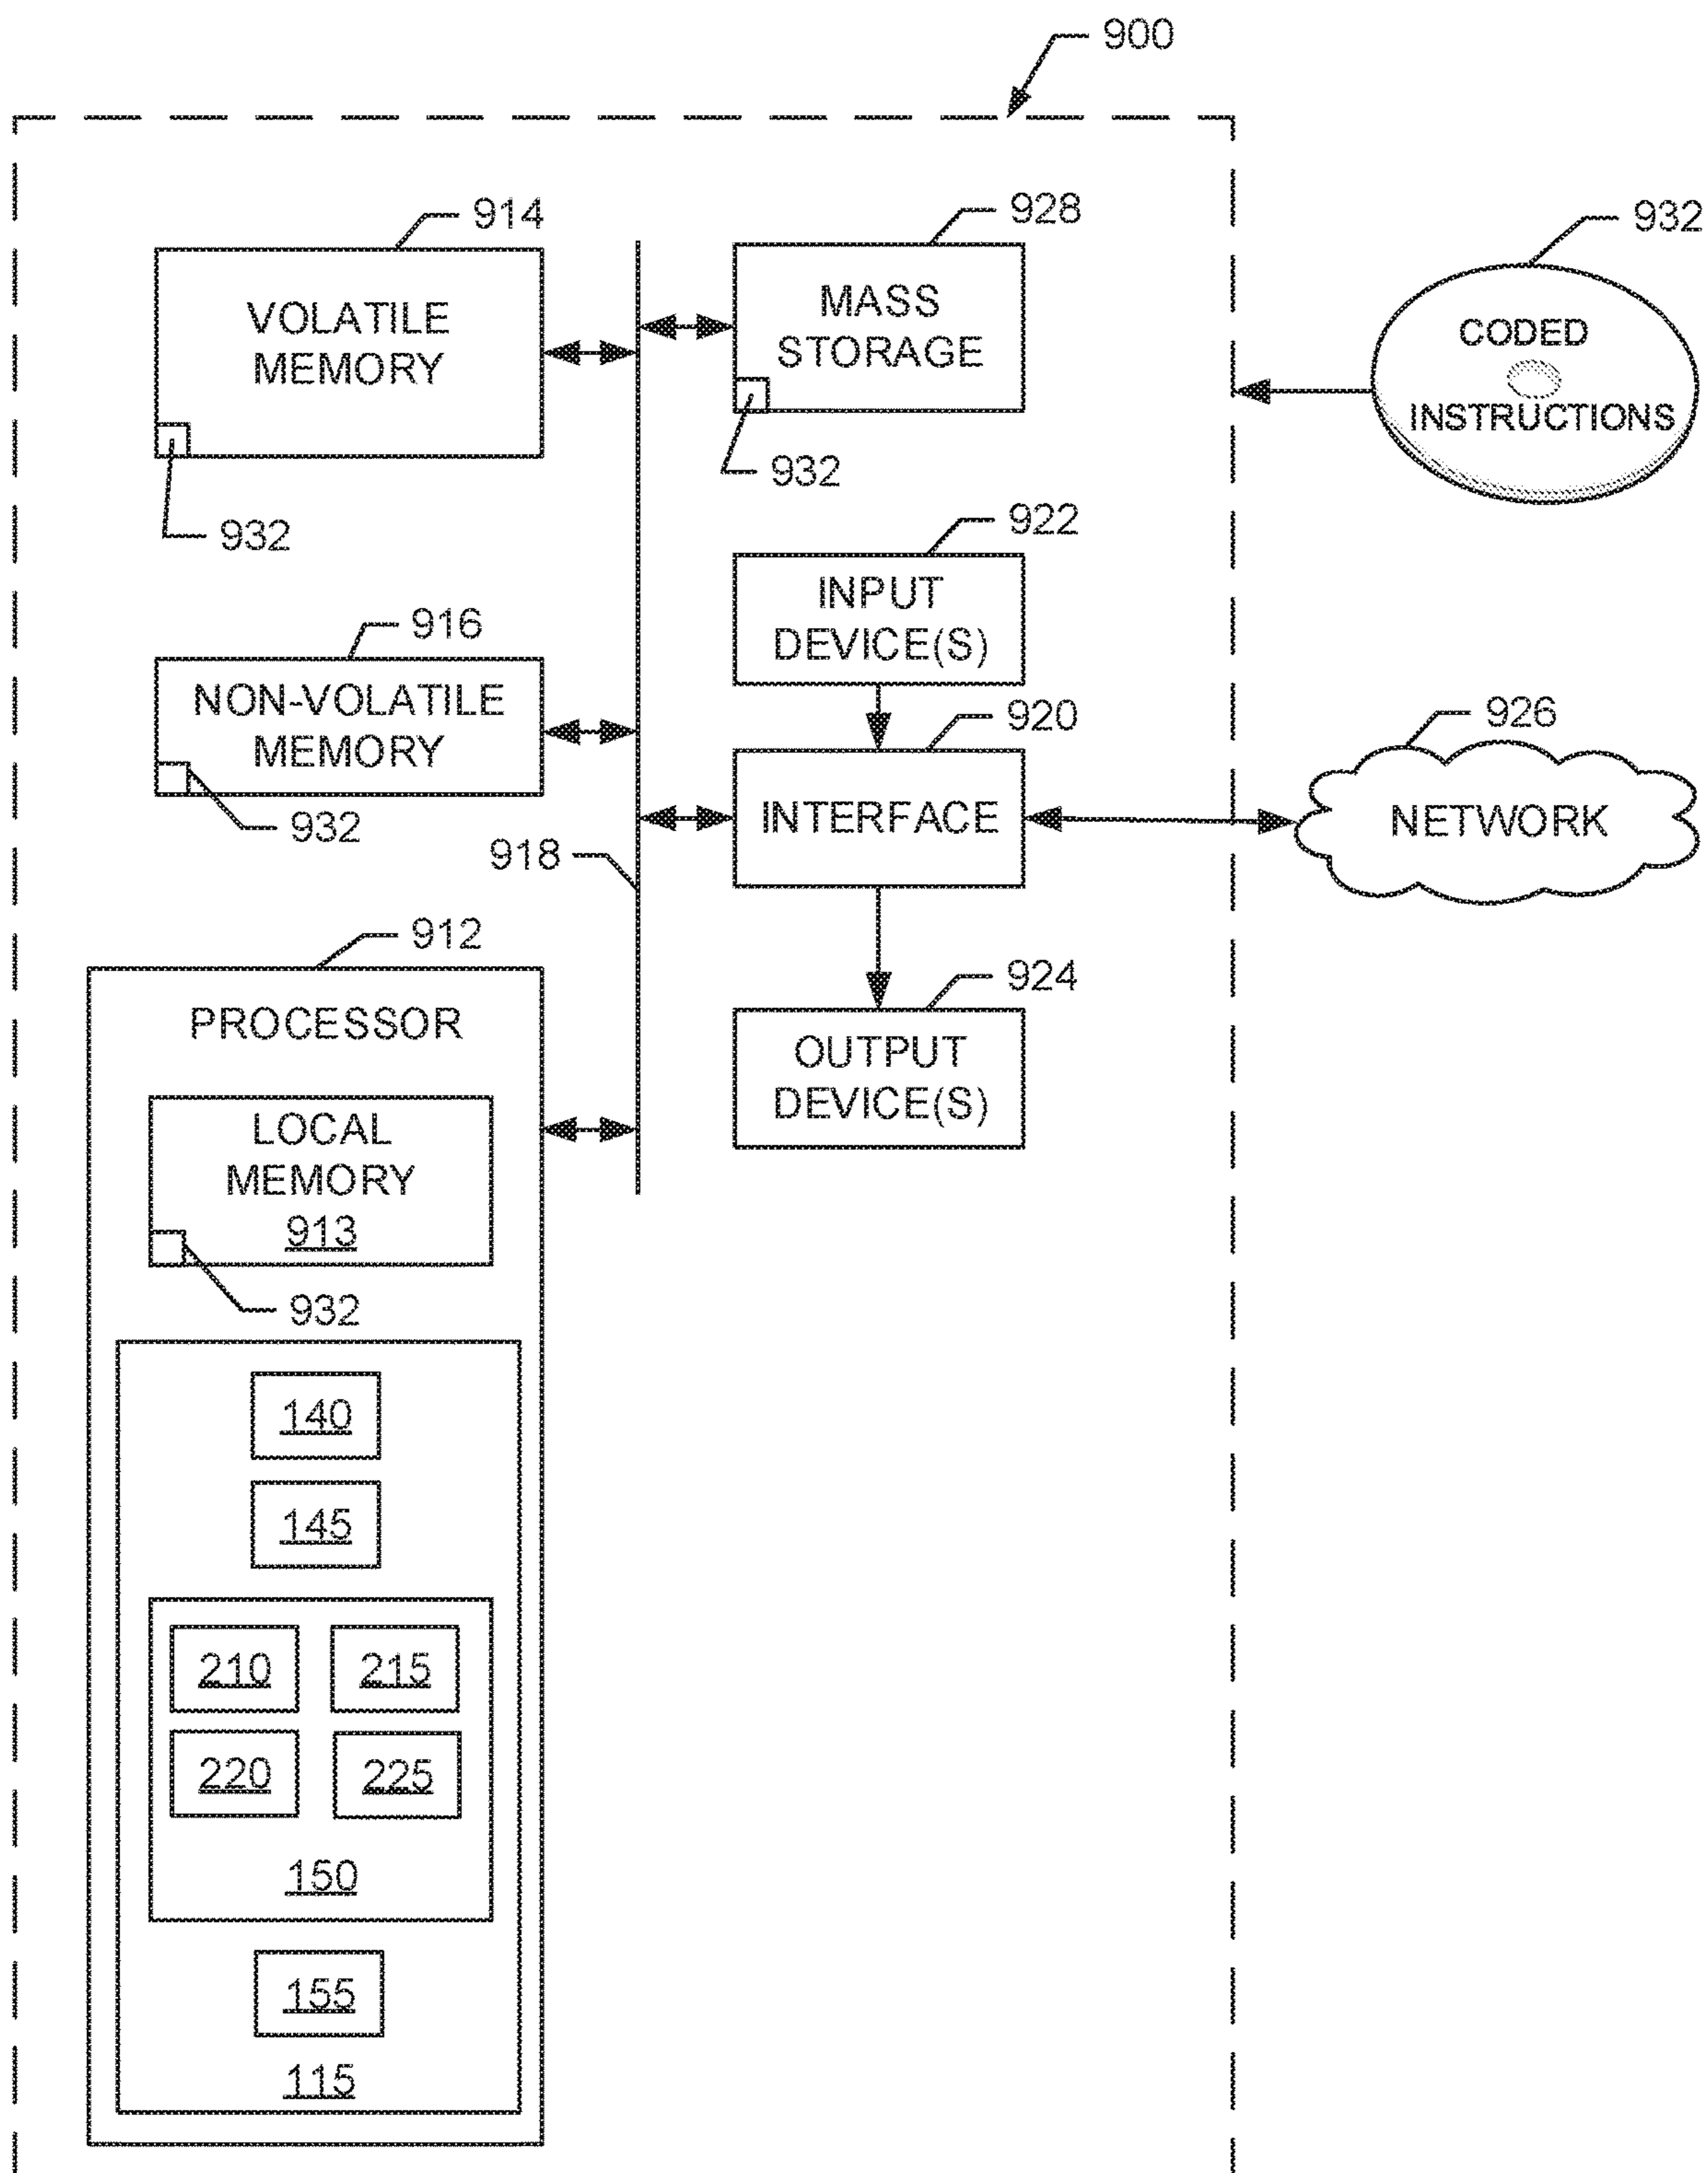 900
914
VOLATILE
MEMORY
932
928
MASS
STORAGE
932
932
CODED
INSTRUCTIONS
922
INPUT
DEVICE(S)
916
NON-VOLATILE
MEMORY
932
920
INTERFACE
926
NETWORK
918
912
PROCESSOR
924
OUTPUT
DEVICE(S)
LOCAL
MEMORY
913
932
140
145
210
215
220
225
150
155
115